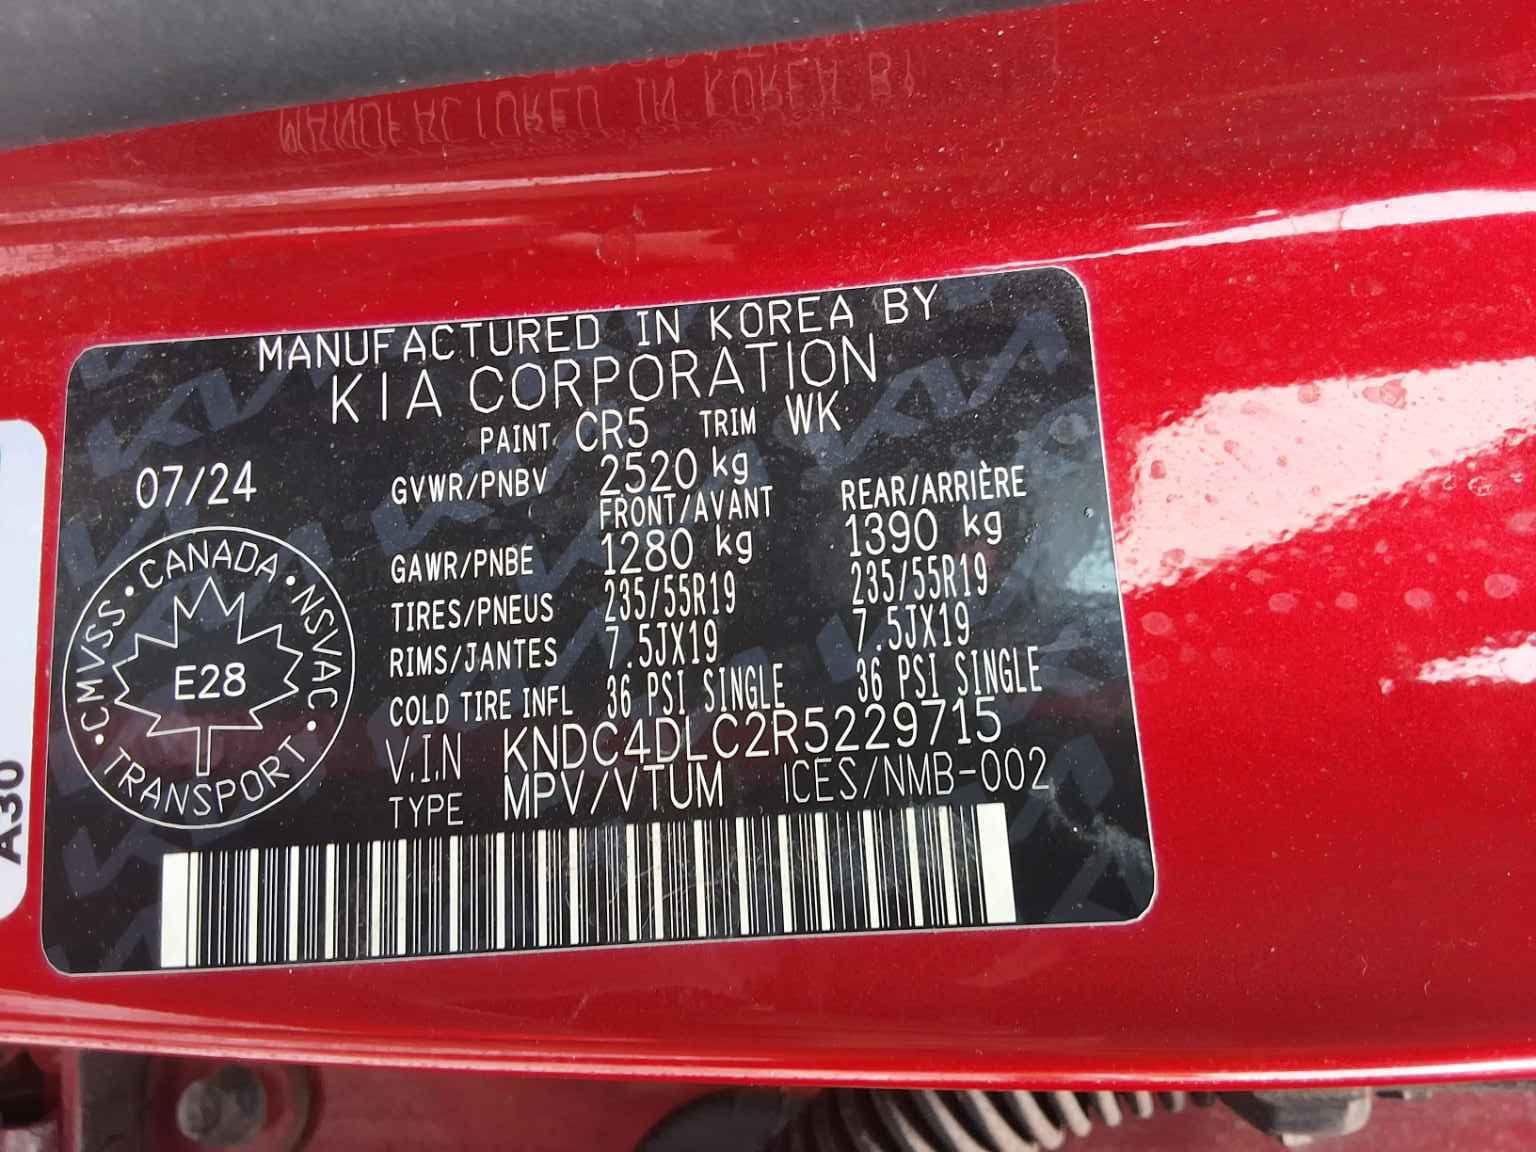 MANUFACTURED IN KOREA BY
KIA CORPORATION
PAINT CR5 TRIM WK
07/24
GVWR/PNBV 2520 kg
FRONT/AVANT REAR/ARRIÈRE
GAWR/PNBE 1280 kg 1390 kg
TIRES/PNEUS 235/55R19 235/55R19
RIMS/JANTES 7.5JX19 7.5JX19
COLD TIRE INFL 36 PSI SINGLE 36 PSI SINGLE
V.I.N KNDC4DLC2R5229715
TYPE MPV/VTUM ICES/NMB-002
CANADA • NSVAC • TRANSPORT • CMVSS •
E28
A30